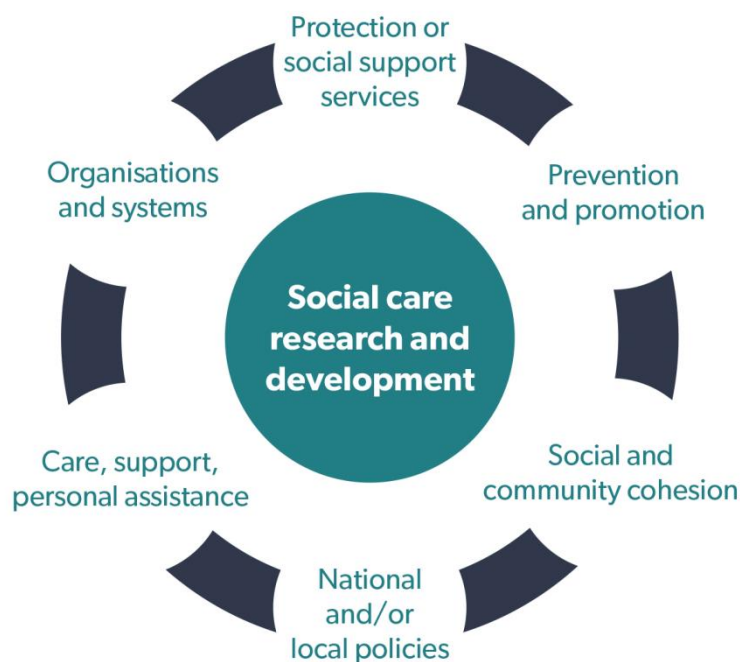 Protection or
social support
services
Prevention
and promotion
Social and
community cohesion
National
and/or
local policies
Care, support,
personal assistance
Organisations
and systems
Social care
research and
development